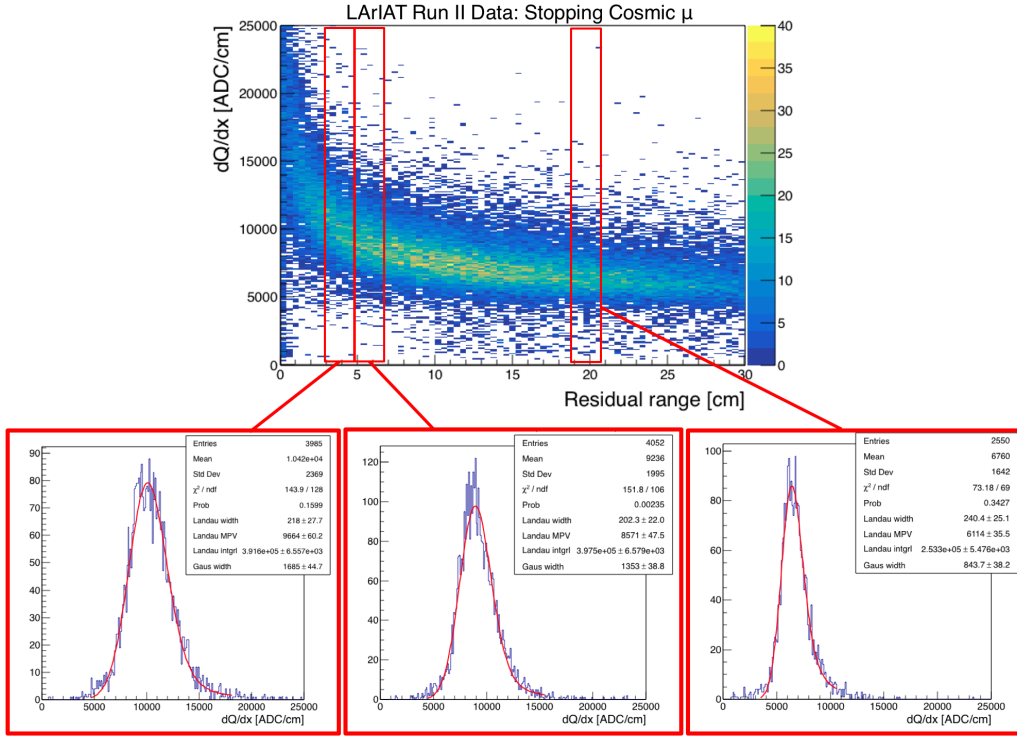 LArIAT Run II Data: Stopping Cosmic μ
dQ/dx [ADC/cm]
25000
20000
15000
10000
5000
0
0 5 10 15 20 25 30
Residual range [cm]
40
35
30
25
20
15
10
5
0
Entries 3985
Mean 1.042e+04
Std Dev 2369
χ² / ndf 143.9 / 128
Prob 0.1599
Landau width 218 ± 27.7
Landau MPV 9664 ± 60.2
Landau intgrl 3.916e+05 ± 6.557e+03
Gaus width 1685 ± 44.7
90
80
70
60
50
40
30
20
10
0
0 5000 10000 15000 20000 25000
dQ/dx [ADC/cm]
Entries 4052
Mean 9236
Std Dev 1995
χ² / ndf 151.8 / 106
Prob 0.00235
Landau width 202.3 ± 22.0
Landau MPV 8571 ± 47.5
Landau intgrl 3.975e+05 ± 6.579e+03
Gaus width 1353 ± 38.8
120
100
80
60
40
20
0
0 5000 10000 15000 20000 25000
dQ/dx [ADC/cm]
Entries 2550
Mean 6760
Std Dev 1642
χ² / ndf 73.18 / 69
Prob 0.3427
Landau width 240.4 ± 25.1
Landau MPV 6114 ± 35.5
Landau intgrl 2.533e+05 ± 5.476e+03
Gaus width 843.7 ± 38.2
100
80
60
40
20
0
0 5000 10000 15000 20000 25000
dQ/dx [ADC/cm]